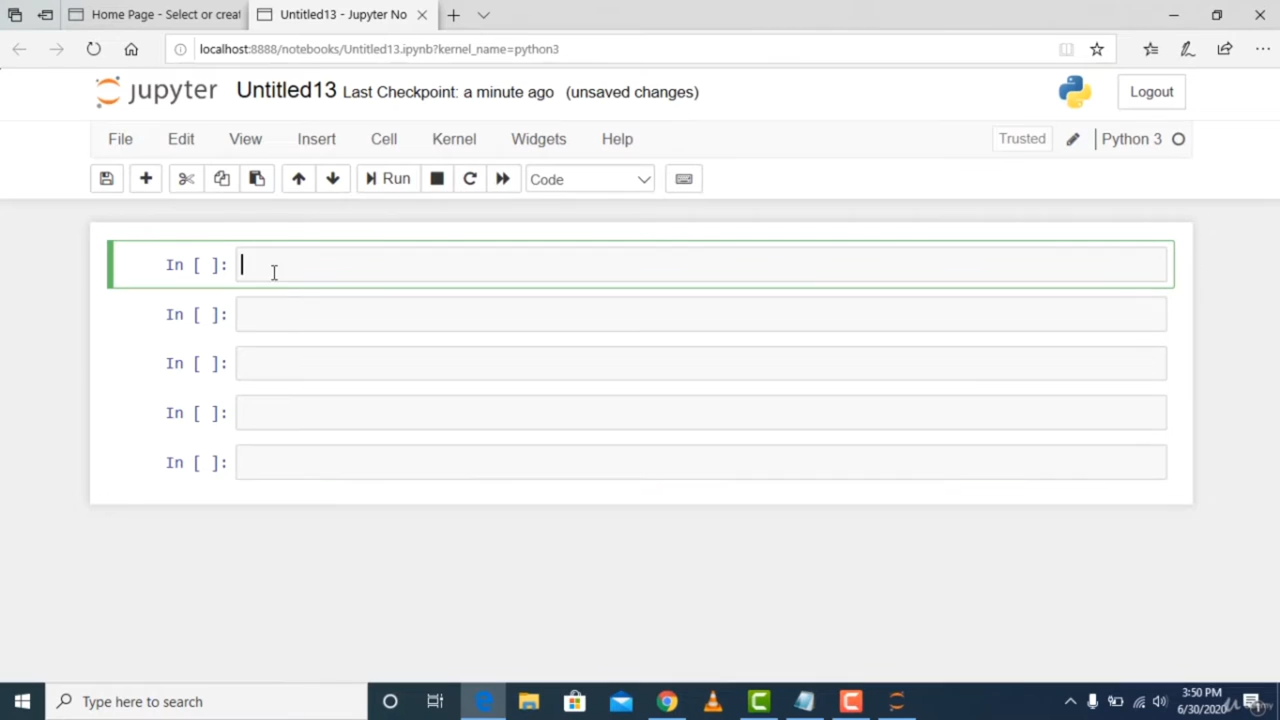 Home Page - Select or creat
Untitled13 - Jupyter No
localhost:8888/notebooks/Untitled13.ipynb?kernel_name=python3
jupyter Untitled13 Last Checkpoint: a minute ago (unsaved changes)
Logout
File Edit View Insert Cell Kernel Widgets Help
Trusted Python 3
Run Code
In [ ]:
In [ ]:
In [ ]:
In [ ]:
In [ ]:
Type here to search
3:50 PM
6/30/2020